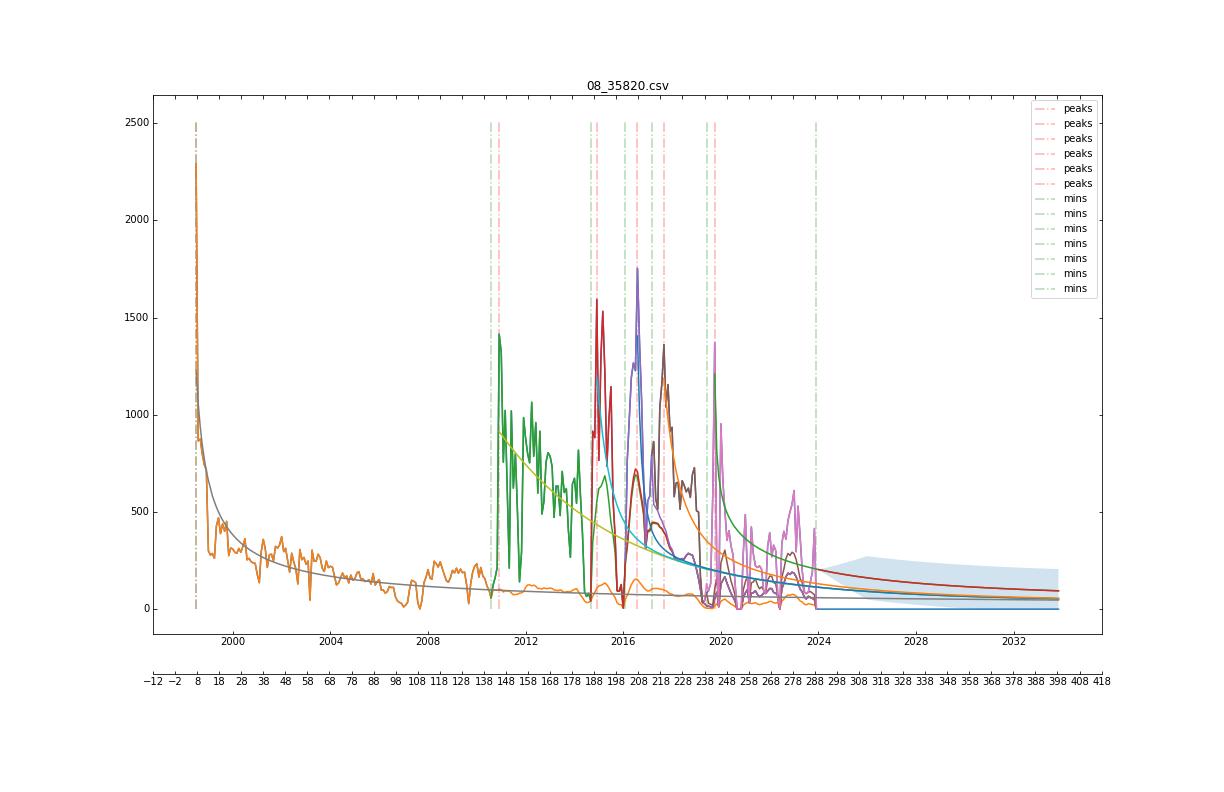 08_35820.csv
peaks
peaks
peaks
peaks
peaks
peaks
mins
mins
mins
mins
mins
mins
mins
2500
2000
1500
1000
500
0
2000 2004 2008 2012 2016 2020 2024 2028 2032
−12 −2 8 18 28 38 48 58 68 78 88 98 108 118 128 138 148 158 168 178 188 198 208 218 228 238 248 258 268 278 288 298 308 318 328 338 348 358 368 378 388 398 408 418